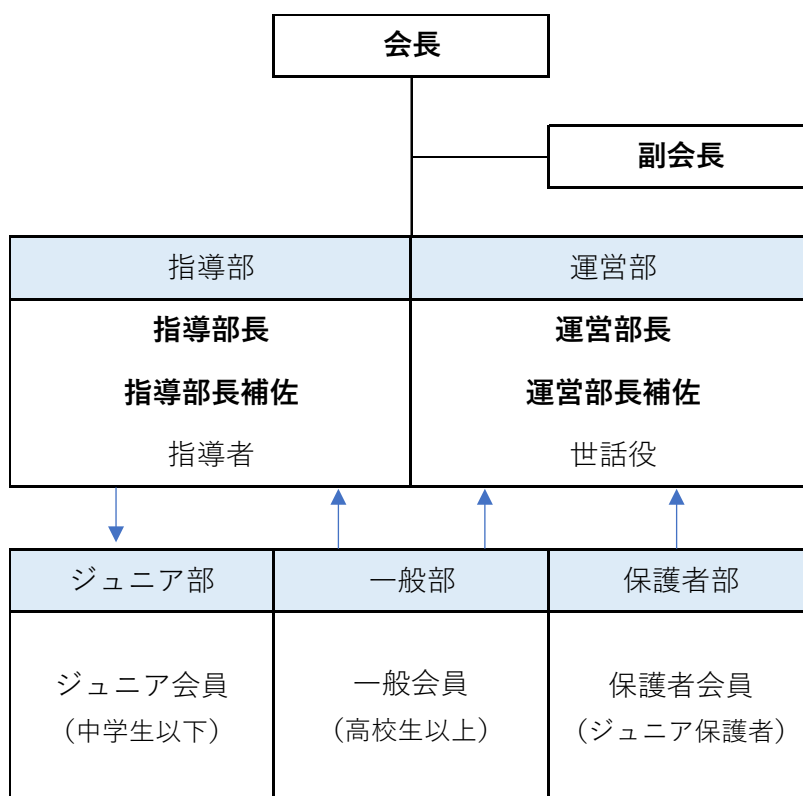 会長
副会長
指導部
運営部
指導部長
運営部長
指導部長補佐
運営部長補佐
指導者
世話役
ジュニア部
一般部
保護者部
ジュニア会員
(中学生以下)
一般会員
(高校生以上)
保護者会員
(ジュニア保護者)